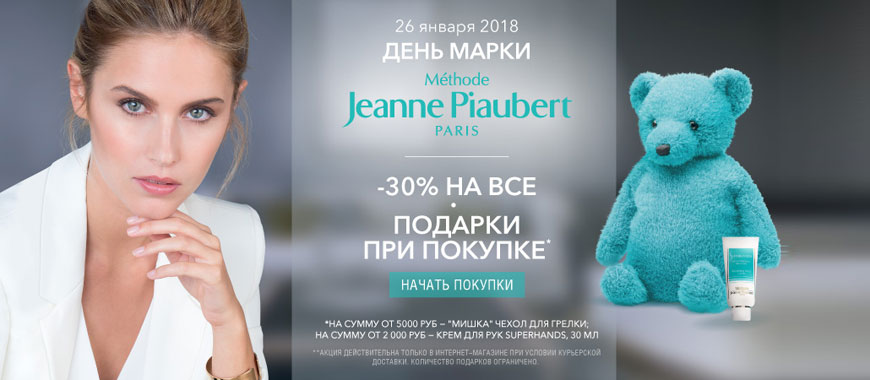 26 января 2018
ДЕНЬ МАРКИ
Méthode
Jeanne Piaubert
PARIS
-30% НА ВСЕ
•
ПОДАРКИ
ПРИ ПОКУПКЕ*
НАЧАТЬ ПОКУПКИ
*НА СУММУ ОТ 5000 РУБ – "МИШКА" ЧЕХОЛ ДЛЯ ГРЕЛКИ;
НА СУММУ ОТ 2 000 РУБ – КРЕМ ДЛЯ РУК SUPERHANDS, 30 МЛ
**АКЦИЯ ДЕЙСТВИТЕЛЬНА ТОЛЬКО В ИНТЕРНЕТ-МАГАЗИНЕ ПРИ УСЛОВИИ КУРЬЕРСКОЙ
ДОСТАВКИ. КОЛИЧЕСТВО ПОДАРКОВ ОГРАНИЧЕНО.